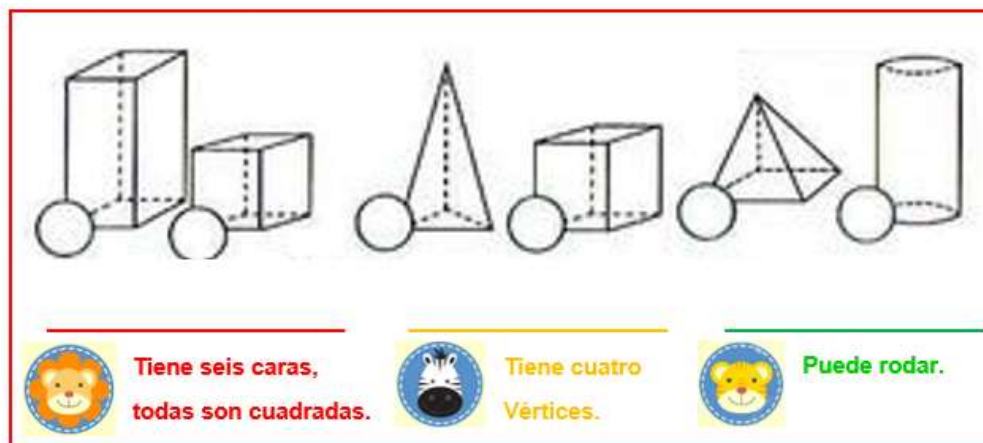 Tiene seis caras,
todas son cuadradas.
Tiene cuatro
Vértices.
Puede rodar.